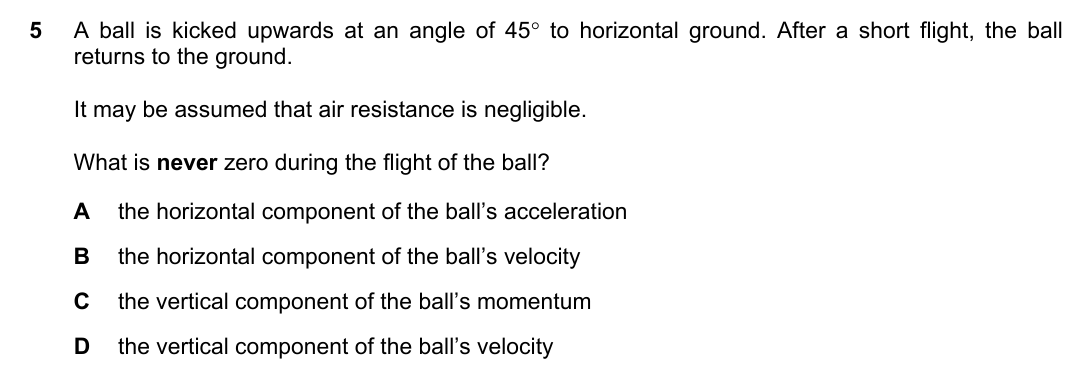 5 A ball is kicked upwards at an angle of 45° to horizontal ground. After a short flight, the ball
returns to the ground.
It may be assumed that air resistance is negligible.
What is never zero during the flight of the ball?
A the horizontal component of the ball's acceleration
B the horizontal component of the ball's velocity
C the vertical component of the ball's momentum
D the vertical component of the ball's velocity